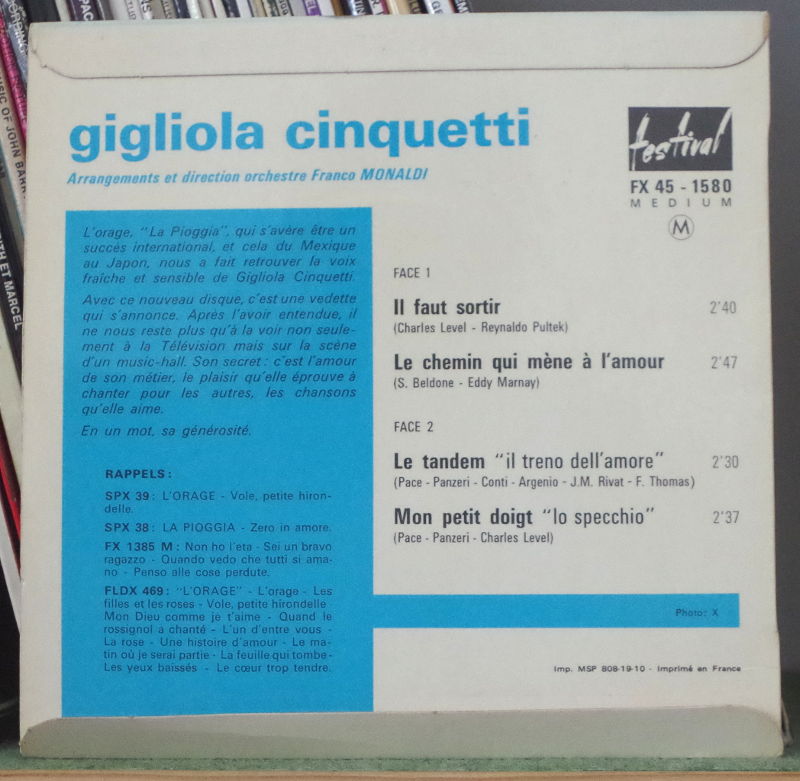 gigliola cinquetti
Arrangements et direction orchestre Franco MONALDI
festival
FX 45 - 1580
MEDIUM
M
L'orage, "La Pioggia", qui s'avère être un
succès international, et cela du Mexique
au Japon, nous a fait retrouver la voix
fraîche et sensible de Gigliola Cinquetti.
Avec ce nouveau disque, c'est une vedette
qui s'annonce. Après l'avoir entendue, il
ne nous reste plus qu'à la voir non seule-
ment à la Télévision mais sur la scène
d'un music-hall. Son secret : c'est l'amour
de son métier, le plaisir qu'elle éprouve à
chanter pour les autres, les chansons
qu'elle aime.
En un mot, sa générosité.
RAPPELS :
SPX 39 : L'ORAGE - Vole, petite hiron-
delle.
SPX 38 : LA PIOGGIA - Zero in amore.
FX 1385 M : Non ho l'eta - Sei un bravo
ragazzo - Quando vedo che tutti si ama-
no - Penso alle cose perdute.
FLDX 469 : "L'ORAGE" - L'orage - Les
filles et les roses - Vole, petite hirondelle -
Mon Dieu comme je t'aime - Quand le
rossignol a chanté - L'un d'entre vous -
La rose - Une histoire d'amour - Le ma-
tin où je serai partie - La feuille qui tombe -
Les yeux baissés - Le cœur trop tendre.
FACE 1
Il faut sortir 2'40
(Charles Level - Reynaldo Pultek)
Le chemin qui mène à l'amour 2'47
(S. Beldone - Eddy Marnay)
FACE 2
Le tandem "il treno dell'amore" 2'30
(Pace - Panzeri - Conti - Argenio - J.M. Rivat - F. Thomas)
Mon petit doigt "lo specchio" 2'37
(Pace - Panzeri - Charles Level)
Photo: X
Imp. MSP 808-19-10 - Imprimé en France
MUSIC OF JOHN BARR
ET MARCEL